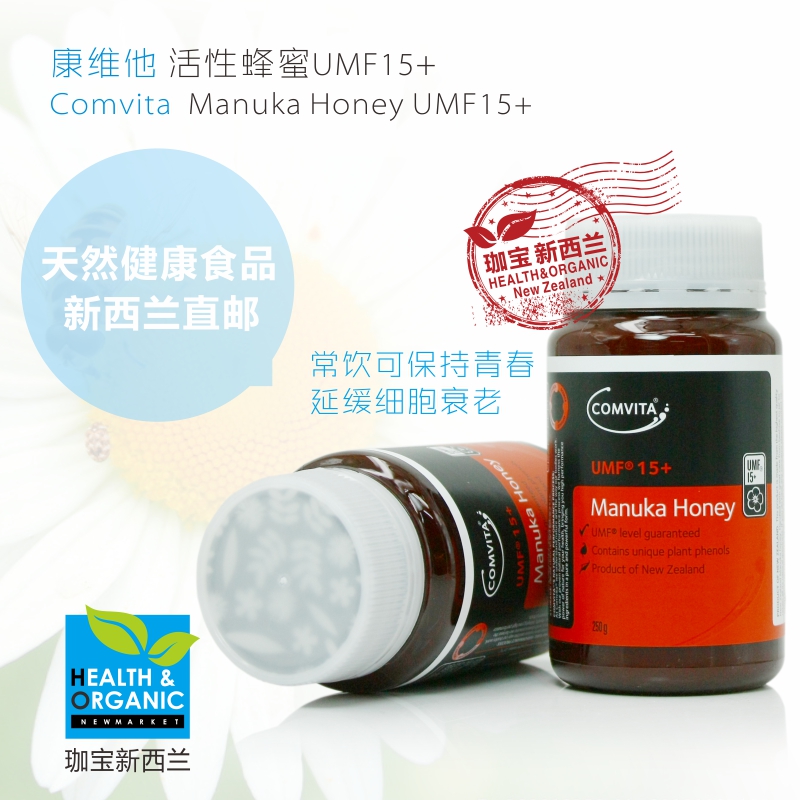 康维他 活性蜂蜜UMF15+
Comvita Manuka Honey UMF15+
天然健康食品
新西兰直邮
珈宝新西兰
HEALTH&ORGANIC
New Zealand
常饮可保持青春
延缓细胞衰老
COMVITA®
UMF® 15+
UMF®
15+
Manuka Honey
UMF® level guaranteed
Contains unique plant phenols
Product of New Zealand
250g
COMVITA
UMF® 15+
Manuka Honey
HEALTH &
ORGANIC
NEWMARKET
珈宝新西兰